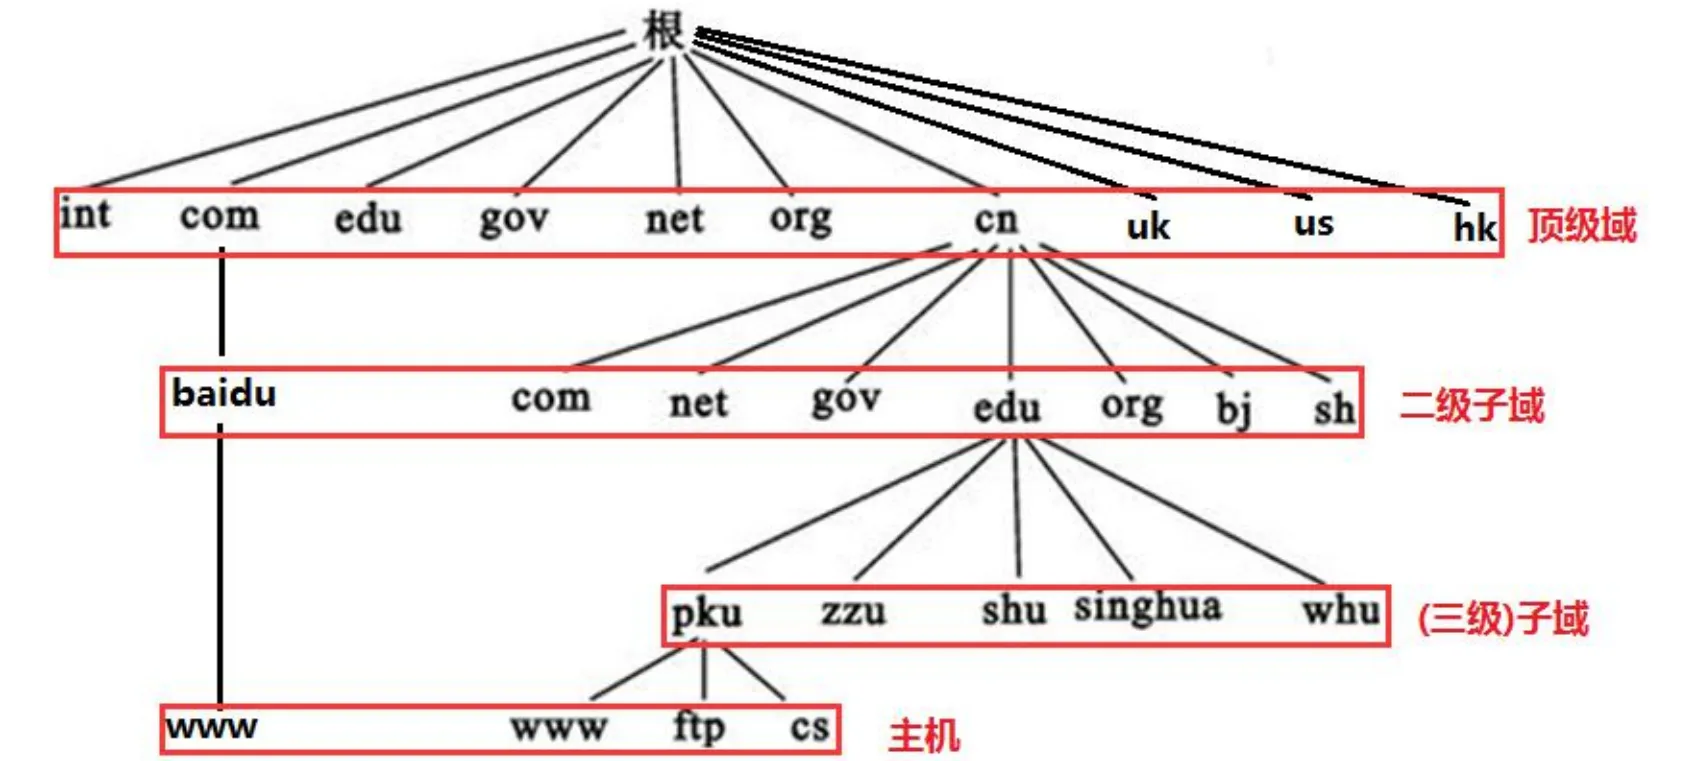 根
int com edu gov net org cn uk us hk 顶级域
baidu com net gov edu org bj sh 二级子域
pku zzu shu singhua whu (三级)子域
www www ftp cs 主机